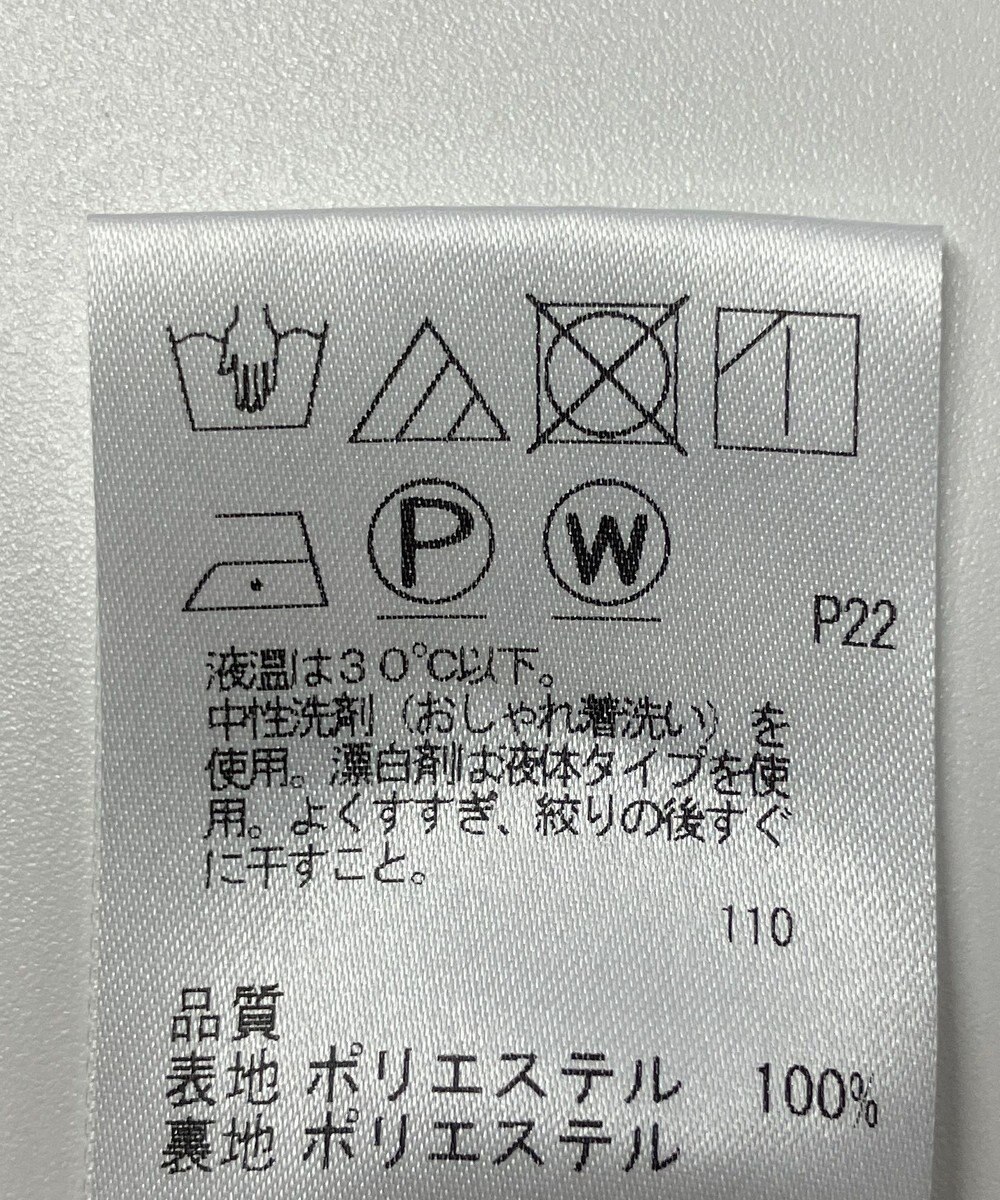 P
W
P22
液温は30℃以下。
中性洗剤(おしゃれ着洗い)を
使用。漂白剤は液体タイプを使
用。よくすすぎ、絞りの後すぐ
に干すこと。
110
品質
表地 ポリエステル 100%
裏地 ポリエステル